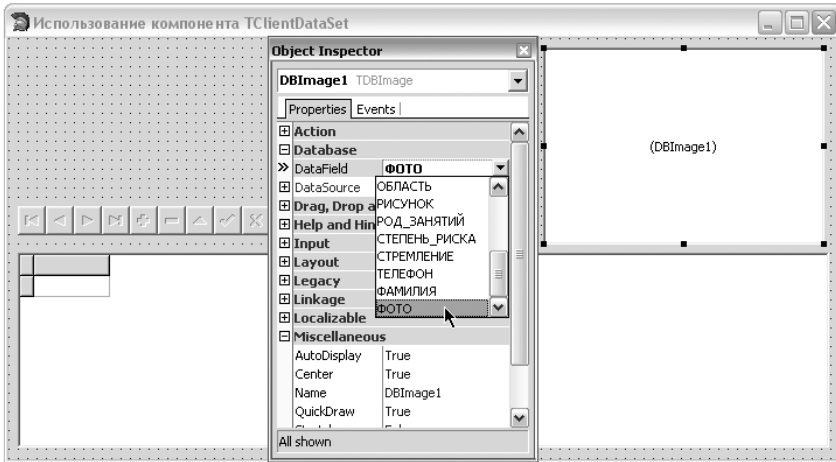 Использование компонента TClientDataSet
Object Inspector
DBImage1 TDBImage
Properties Events
Action
Database
DataField ФОТО
DataSource
Drag, Drop a
Help and Hin
Input
Layout
Legacy
Linkage
Localizable
Miscellaneous
AutoDisplay True
Center True
Name DBImage1
QuickDraw True
All shown
ОБЛАСТЬ
РИСУНОК
РОД_ЗАНЯТИЙ
СТЕПЕНЬ_РИСКА
СТРЕМЛЕНИЕ
ТЕЛЕФОН
ФАМИЛИЯ
ФОТО
(DBImage1)